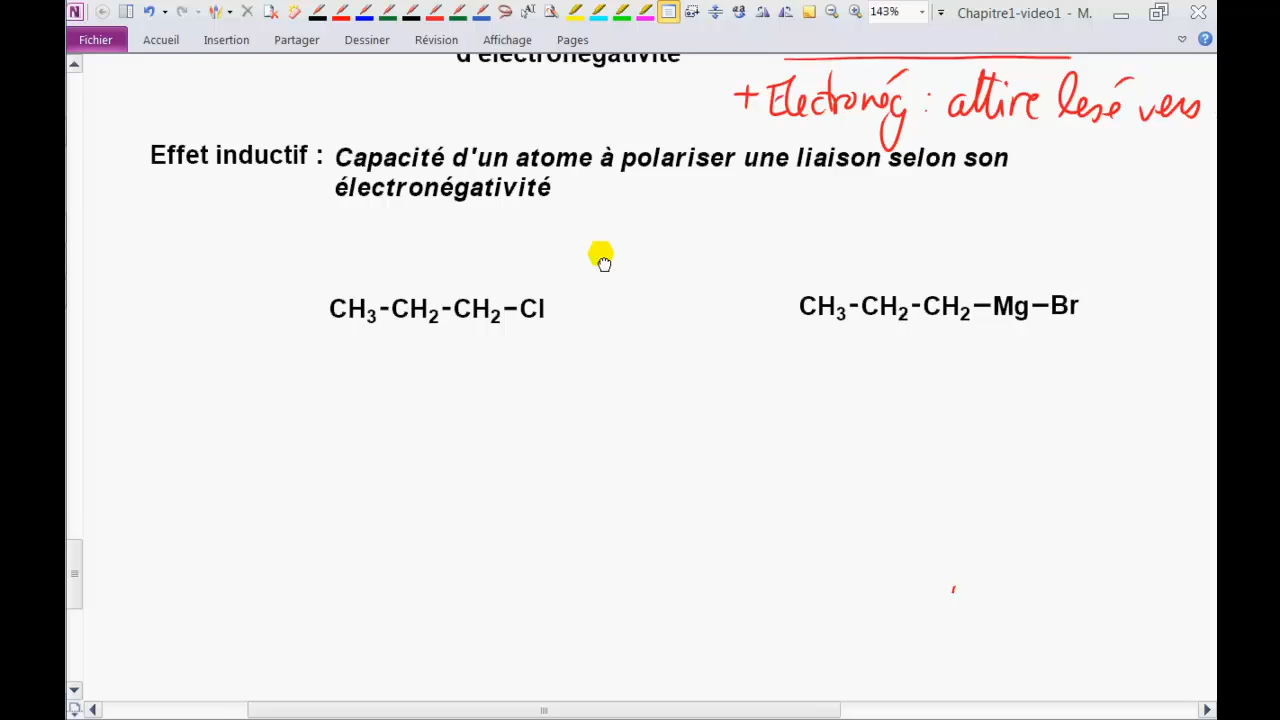 143%
Chapitre1-video1 - M.
Fichier Accueil Insertion Partager Dessiner Révision Affichage Pages
d'électronégativité
+ Electronég : attire les é vers
Effet inductif : Capacité d'un atome à polariser une liaison selon son
électronégativité
CH3-CH2-CH2-Cl
CH3-CH2-CH2-Mg-Br